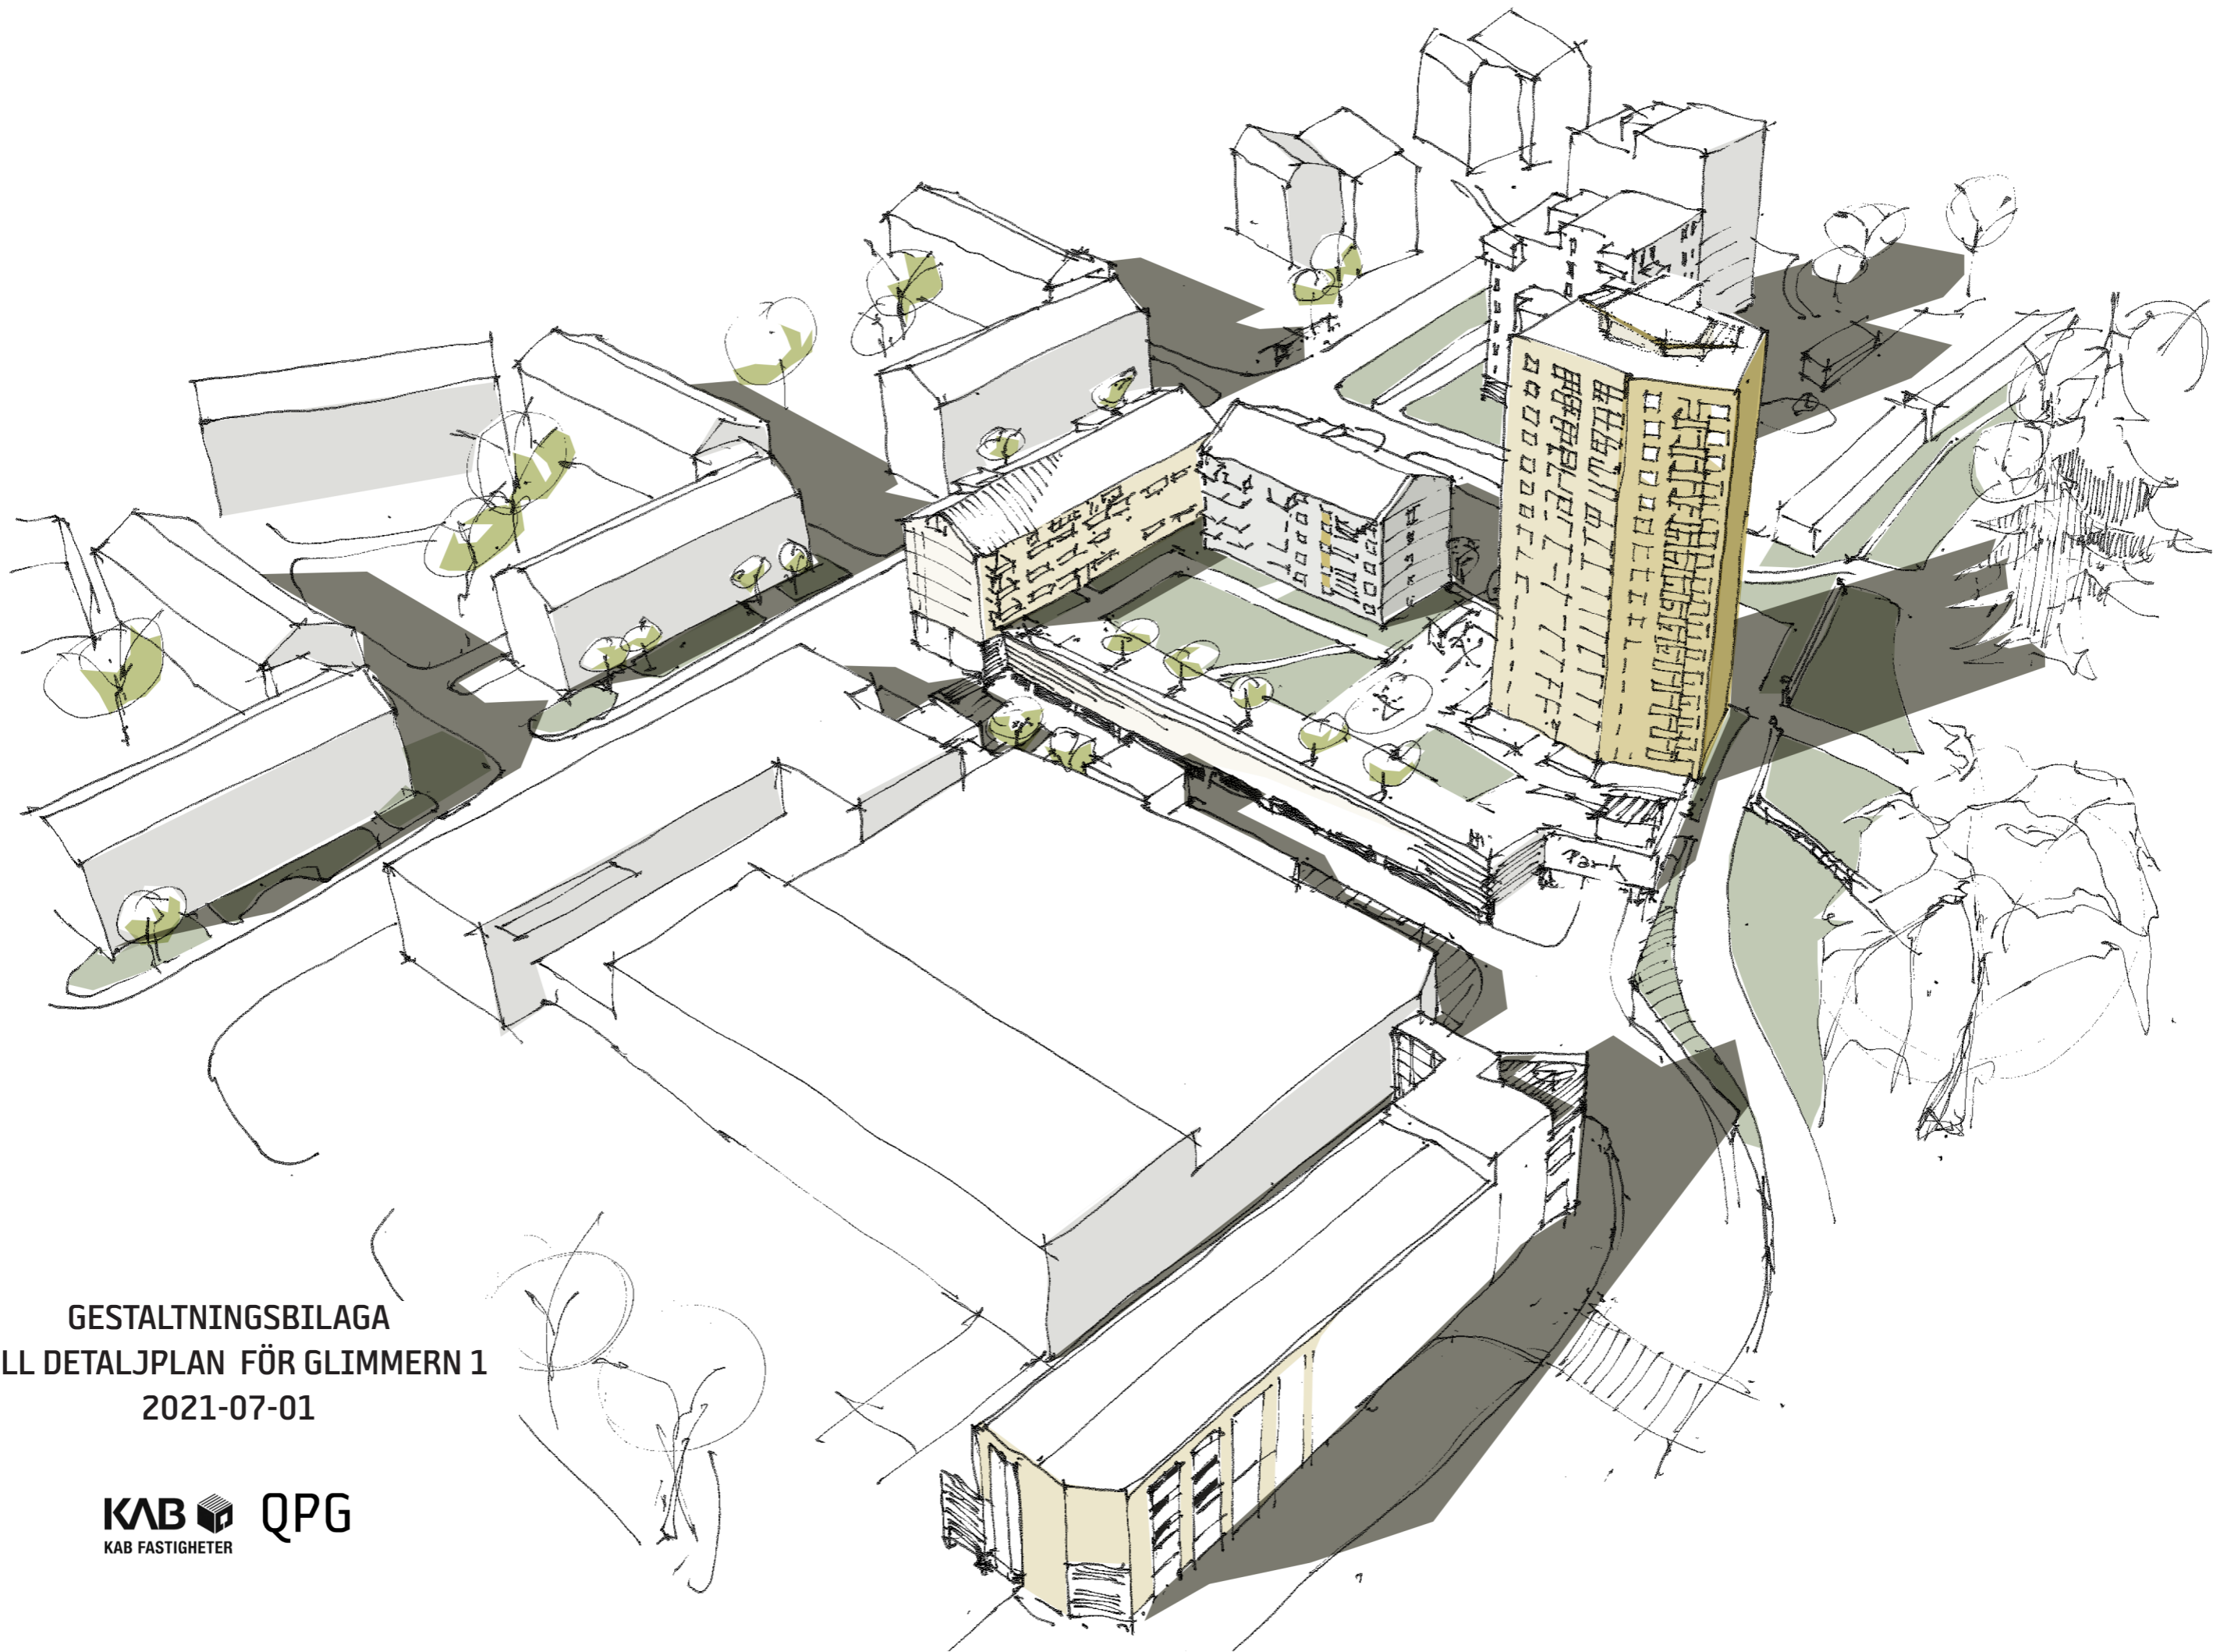 Park
GESTALTNINGSBILAGA
LL DETALJPLAN FÖR GLIMMERN 1
2021-07-01
KAB QPG
KAB FASTIGHETER